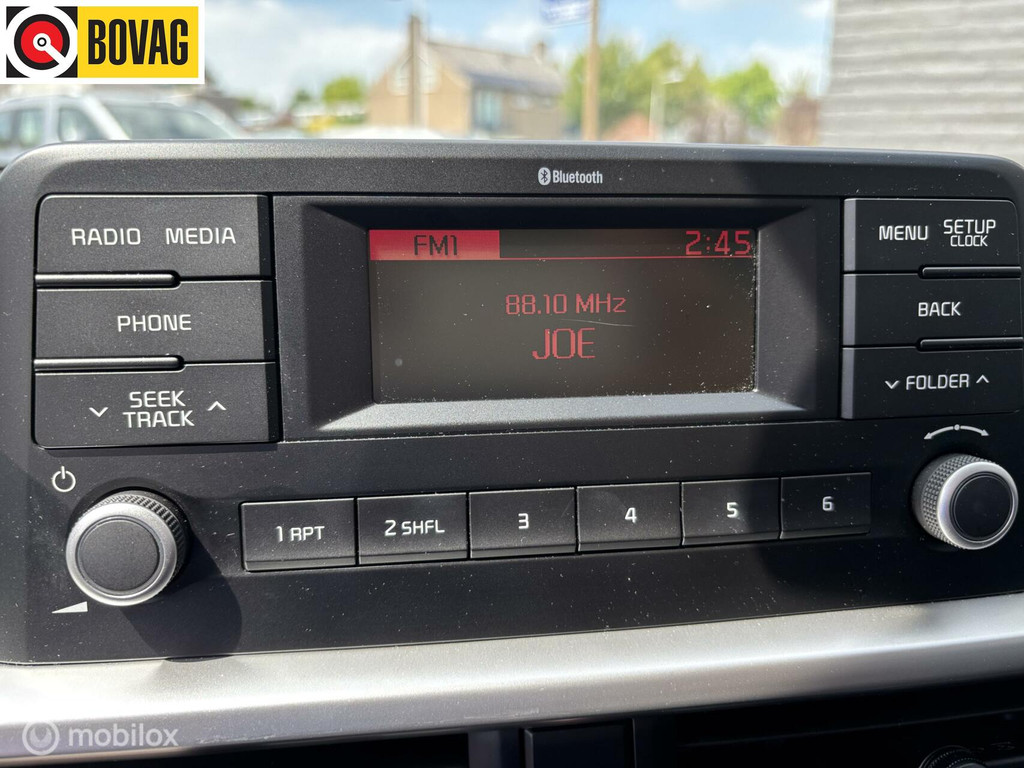 BOVAG
Bluetooth
RADIO MEDIA
FM1 2:45
MENU SETUP
CLOCK
88.10 MHz
PHONE
BACK
JOE
SEEK
TRACK
FOLDER
1 RPT 2 SHFL 3 4 5 6
mobilox